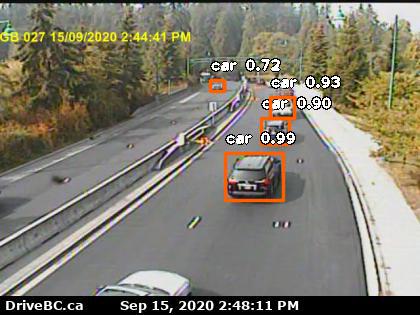 GB 027 15/09/2020 2:44:41 PM
car 0.72
car 0.93
car 0.90
car 0.99
DriveBC.ca Sep 15, 2020 2:48:11 PM